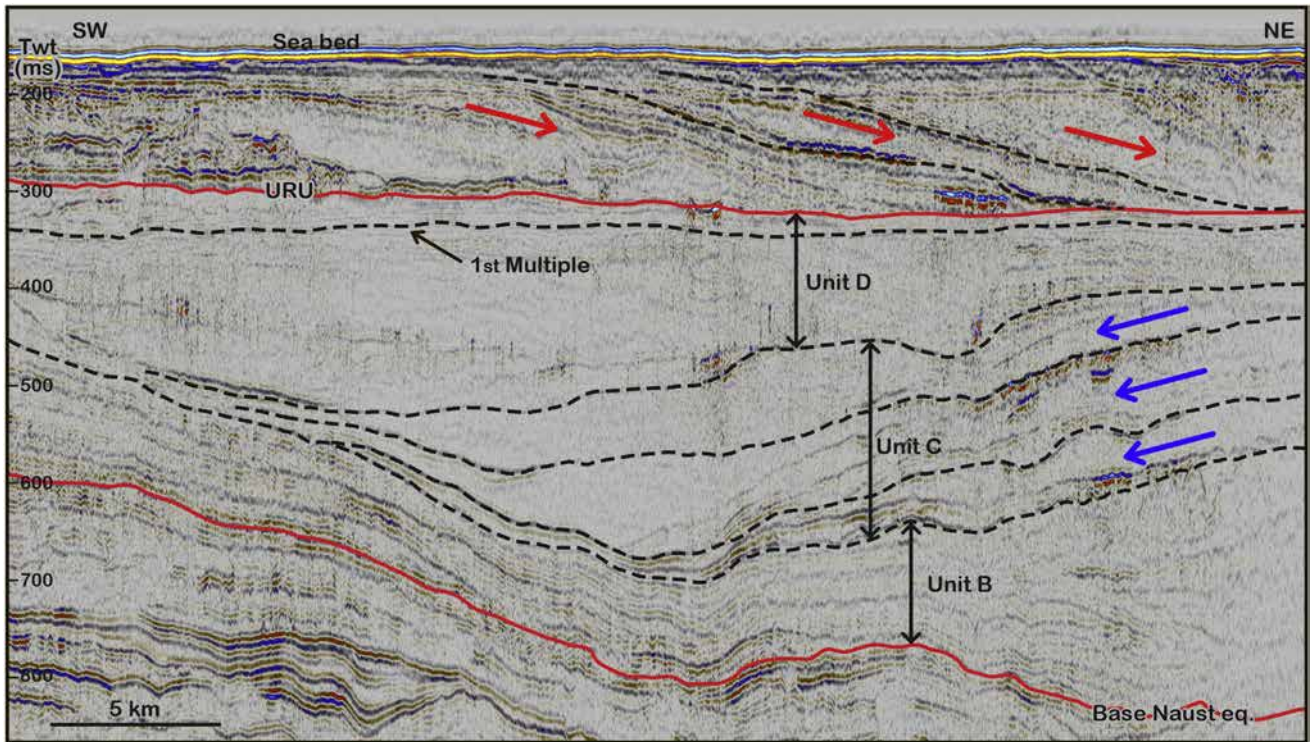 SW
NE
Sea bed
Twt
(ms)
200
300
URU
1st Multiple
400
Unit D
500
Unit C
600
700
Unit B
800
5 km
Base Naust eq.